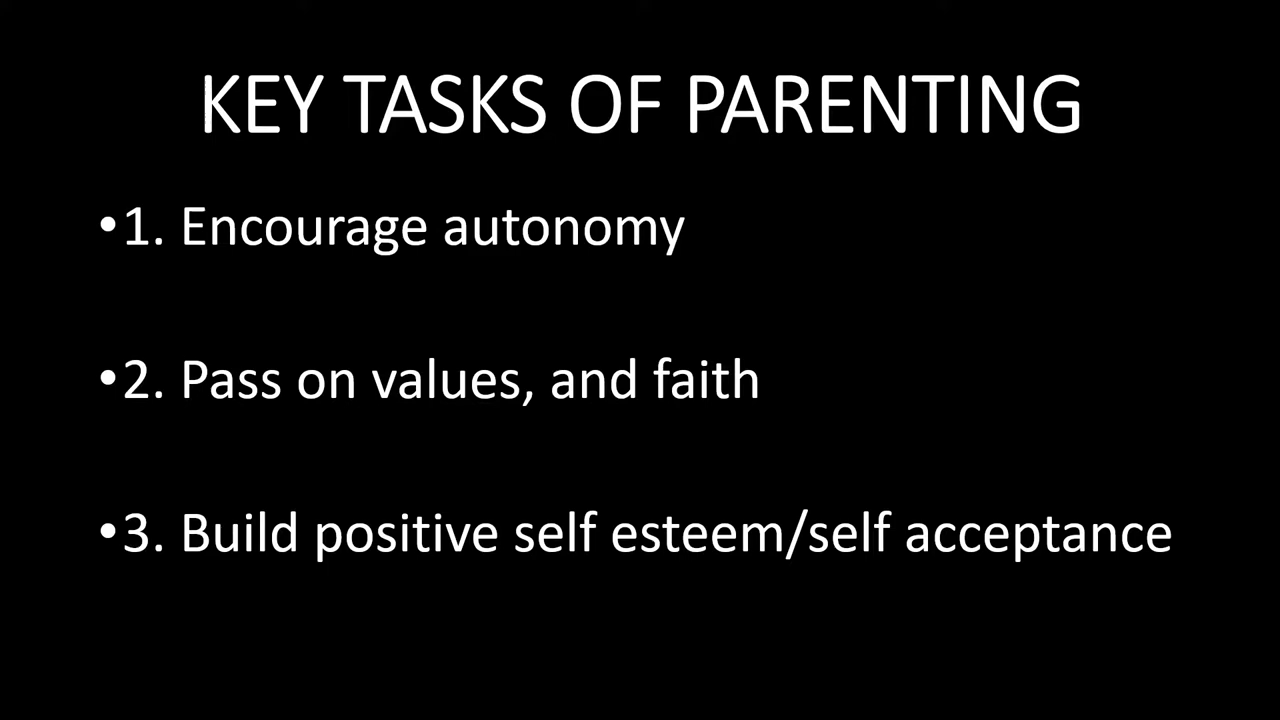 KEY TASKS OF PARENTING
•1. Encourage autonomy
•2. Pass on values, and faith
•3. Build positive self esteem/self acceptance